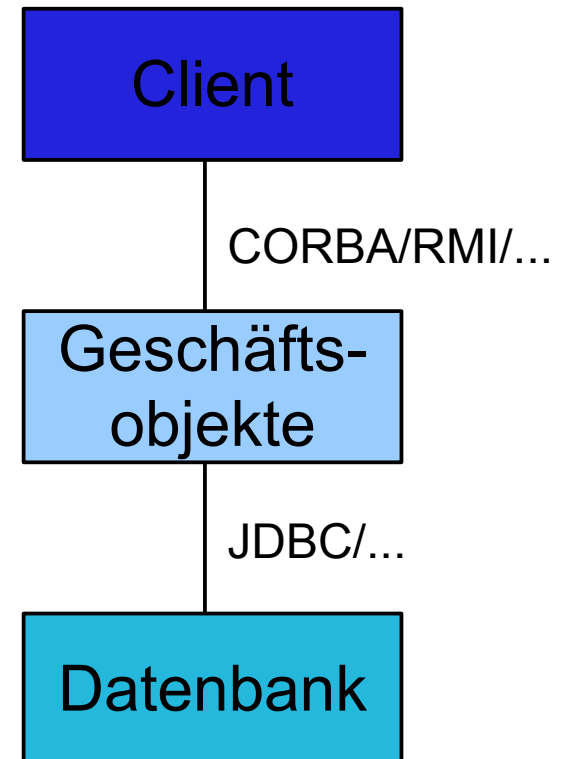 Client
CORBA/RMI/...
Geschäfts-
objekte
JDBC/...
Datenbank